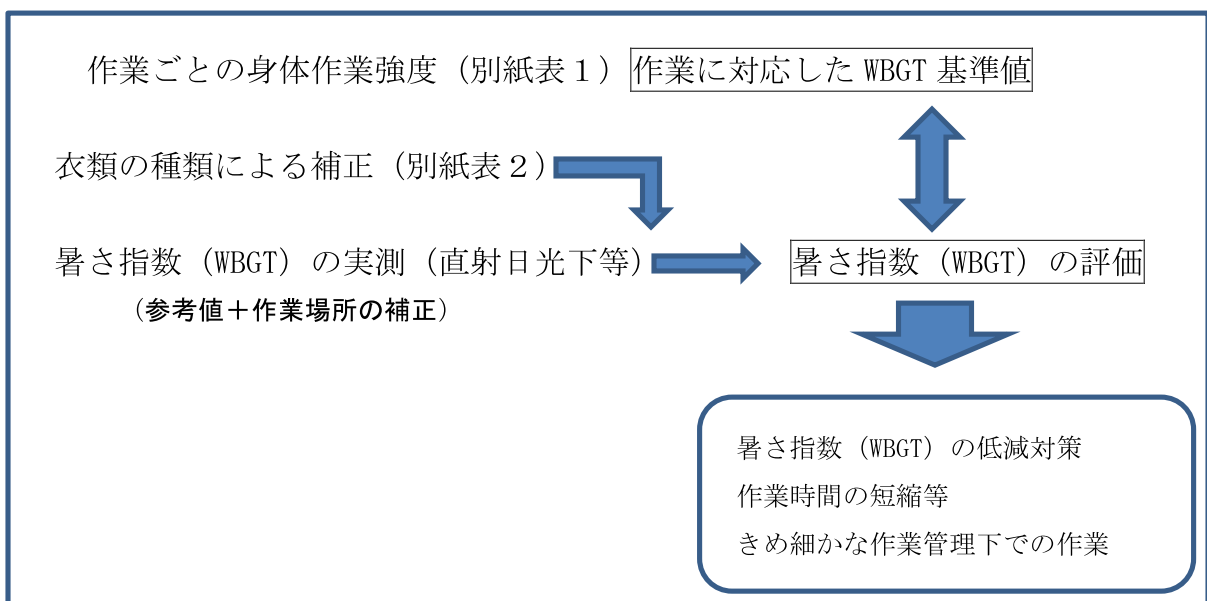 作業ごとの身体作業強度（別紙表１）作業に対応した WBGT 基準値
衣類の種類による補正（別紙表２）
暑さ指数（WBGT）の実測（直射日光下等） 暑さ指数（WBGT）の評価
（参考値＋作業場所の補正）
暑さ指数（WBGT）の低減対策
作業時間の短縮等
きめ細かな作業管理下での作業